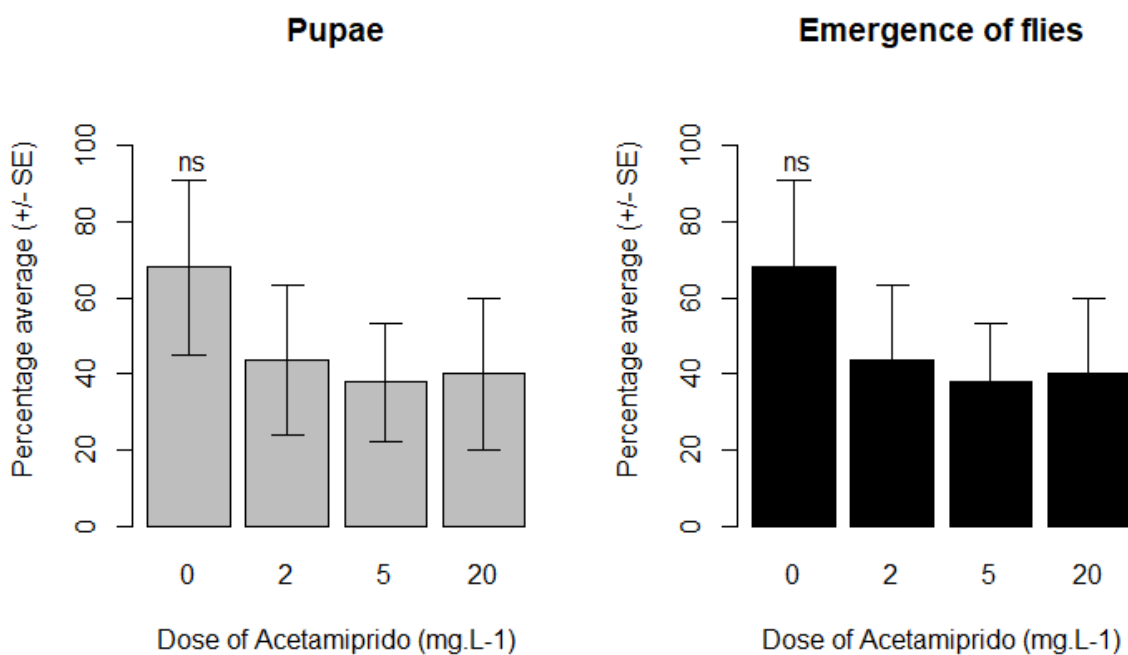 Pupae
Percentage average (+/- SE)
100
80
60
40
20
0
ns
0 2 5 20
Dose of Acetamiprido (mg.L-1)
Emergence of flies
Percentage average (+/- SE)
100
80
60
40
20
0
ns
0 2 5 20
Dose of Acetamiprido (mg.L-1)